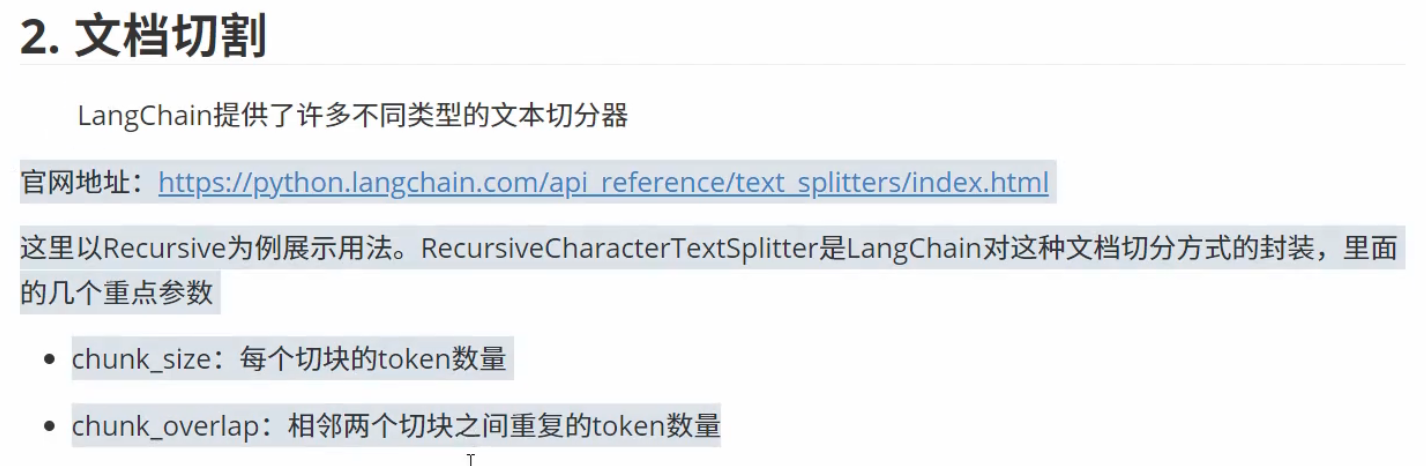 2. 文档切割
LangChain提供了许多不同类型的文本切分器
官网地址：https://python.langchain.com/api_reference/text_splitters/index.html
这里以Recursive为例展示用法。RecursiveCharacterTextSplitter是LangChain对这种文档切分方式的封装，里面
的几个重点参数
• chunk_size：每个切块的token数量
• chunk_overlap：相邻两个切块之间重复的token数量